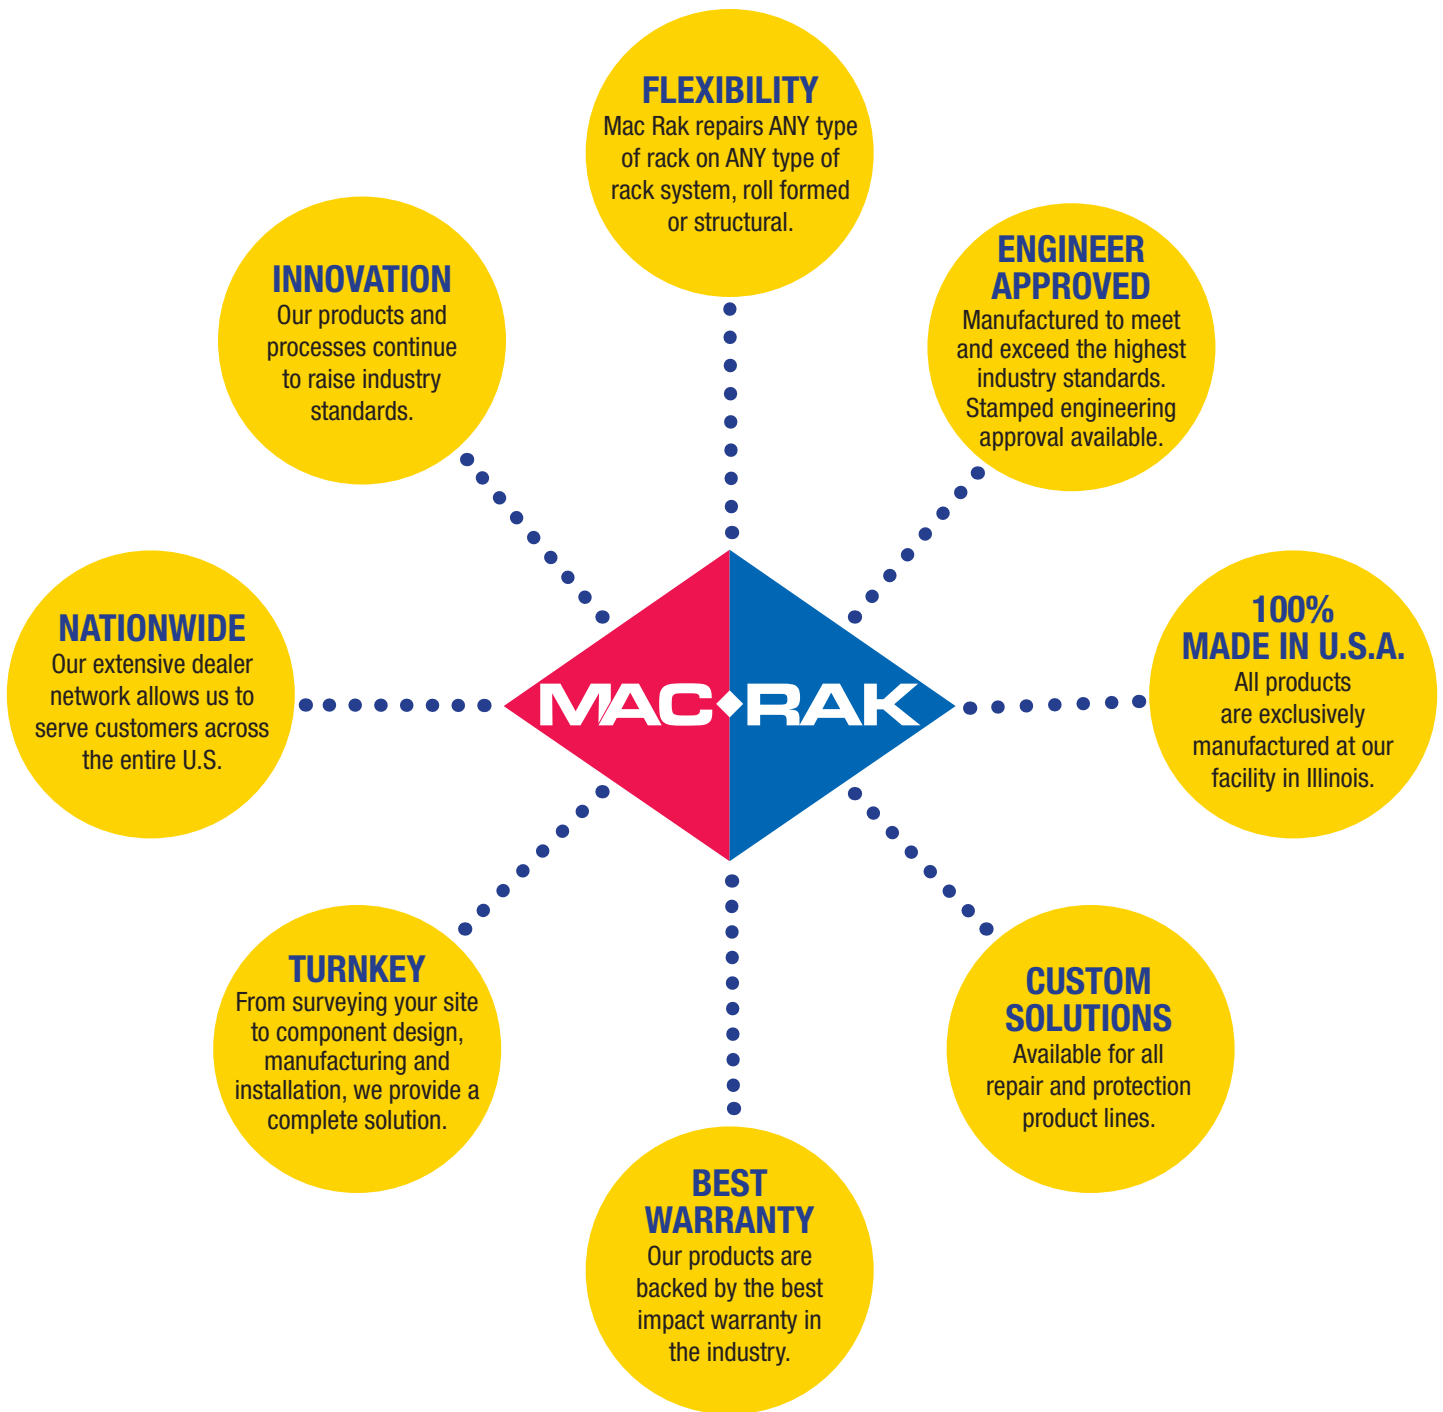 FLEXIBILITY
Mac Rak repairs ANY type
of rack on ANY type of
rack system, roll formed
or structural.
ENGINEER
APPROVED
Manufactured to meet
and exceed the highest
industry standards.
Stamped engineering
approval available.
INNOVATION
Our products and
processes continue
to raise industry
standards.
100%
MADE IN U.S.A.
All products
are exclusively
manufactured at our
facility in Illinois.
NATIONWIDE
Our extensive dealer
network allows us to
serve customers across
the entire U.S.
MAC RAK
TURNKEY
From surveying your site
to component design,
manufacturing and
installation, we provide a
complete solution.
CUSTOM
SOLUTIONS
Available for all
repair and protection
product lines.
BEST
WARRANTY
Our products are
backed by the best
impact warranty in
the industry.